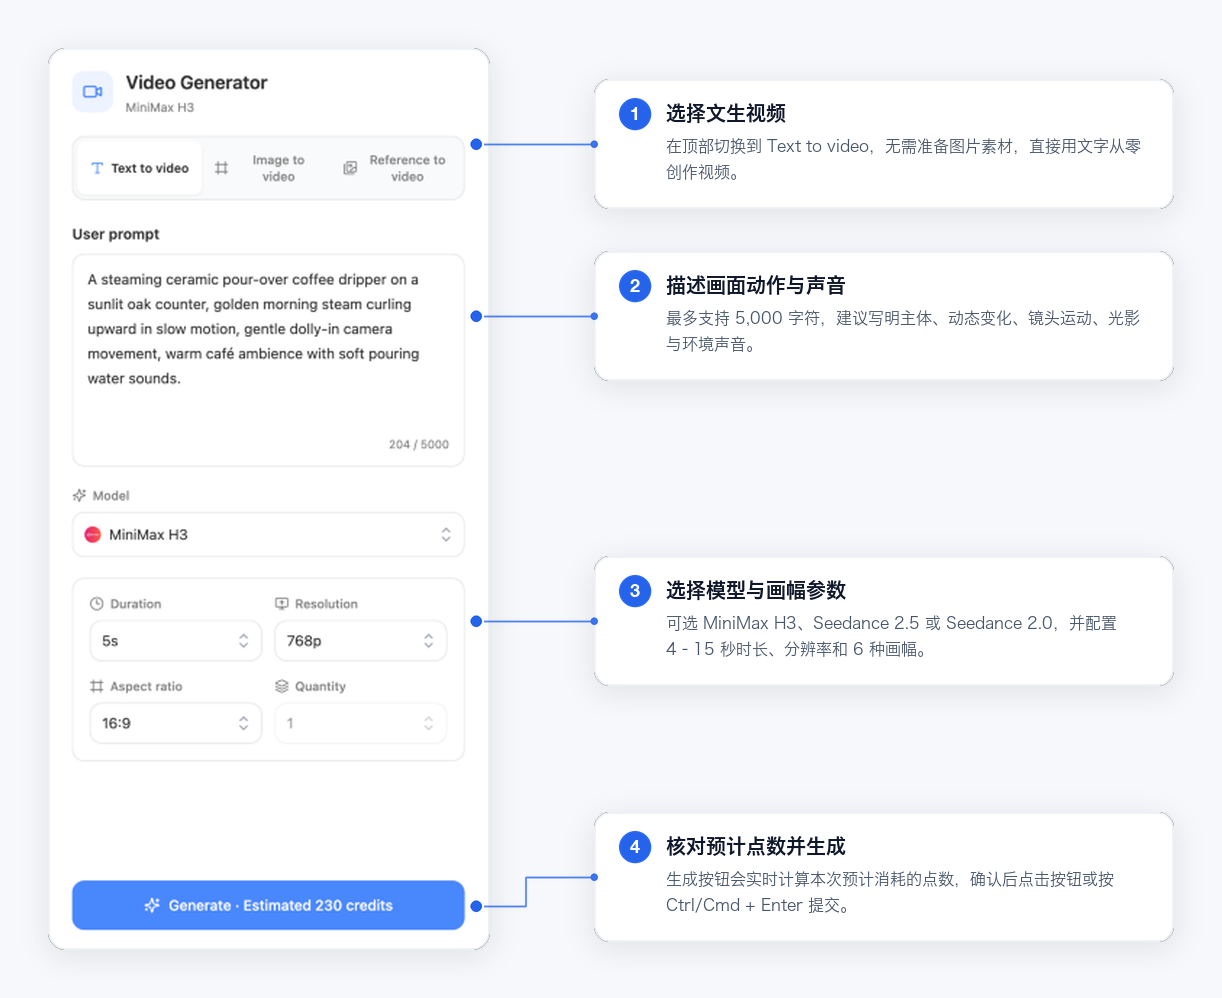 Video Generator
MiniMax H3
Text to video
Image to
video
Reference to
video
User prompt
A steaming ceramic pour-over coffee dripper on a
sunlit oak counter, golden morning steam curling
upward in slow motion, gentle dolly-in camera
movement, warm café ambience with soft pouring
water sounds.
204 / 5000
Model
MiniMax H3
Duration
Resolution
5s
768p
Aspect ratio
Quantity
16:9
1
Generate · Estimated 230 credits
1
选择文生视频
在顶部切换到 Text to video，无需准备图片素材，直接用文字从零
创作视频。
2
描述画面动作与声音
最多支持 5,000 字符，建议写明主体、动态变化、镜头运动、光影
与环境声音。
3
选择模型与画幅参数
可选 MiniMax H3、Seedance 2.5 或 Seedance 2.0，并配置
4 - 15 秒时长、分辨率和 6 种画幅。
4
核对预计点数并生成
生成按钮会实时计算本次预计消耗的点数，确认后点击按钮或按
Ctrl/Cmd + Enter 提交。